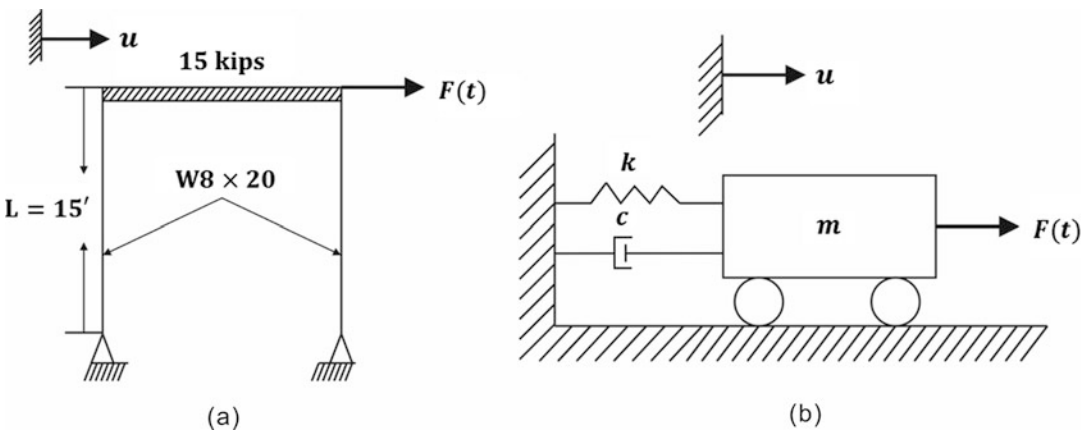 u
15 kips
F(t)
W8 × 20
L = 15′
(a)
u
k
c
m
F(t)
(b)